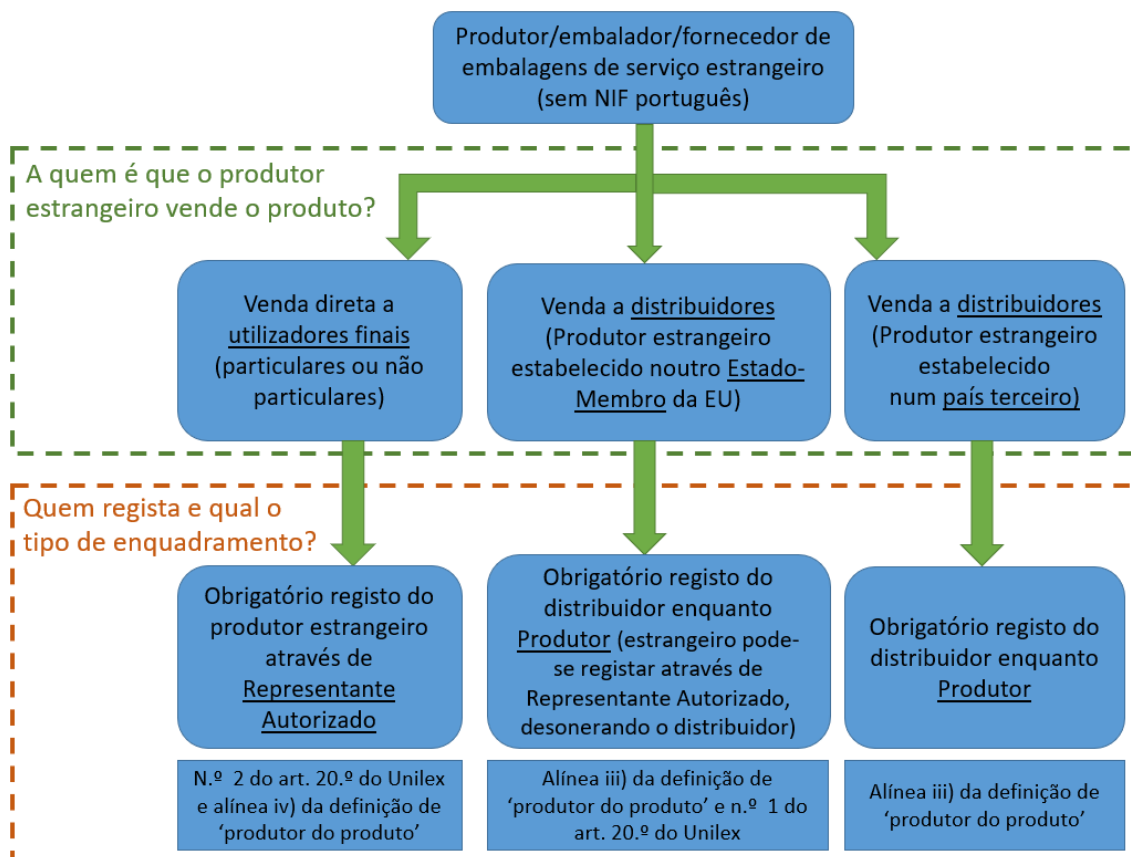 Produtor/embalador/fornecedor de
embalagens de serviço estrangeiro
(sem NIF português)
A quem é que o produtor
estrangeiro vende o produto?
Venda direta a
utilizadores finais
(particulares ou não
particulares)
Venda a distribuidores
(Produtor estrangeiro
estabelecido noutro Estado-
Membro da EU)
Venda a distribuidores
(Produtor estrangeiro
estabelecido
num país terceiro)
Quem regista e qual o
tipo de enquadramento?
Obrigatório registo do
produtor estrangeiro
através de
Representante
Autorizado
Obrigatório registo do
distribuidor enquanto
Produtor (estrangeiro pode-
se registar através de
Representante Autorizado,
desonerando o distribuidor)
Obrigatório registo do
distribuidor enquanto
Produtor
N.º 2 do art. 20.º do Unilex
e alínea iv) da definição de
‘produtor do produto’
Alínea iii) da definição de
‘produtor do produto’ e n.º 1 do
art. 20.º do Unilex
Alínea iii) da definição de
‘produtor do produto’